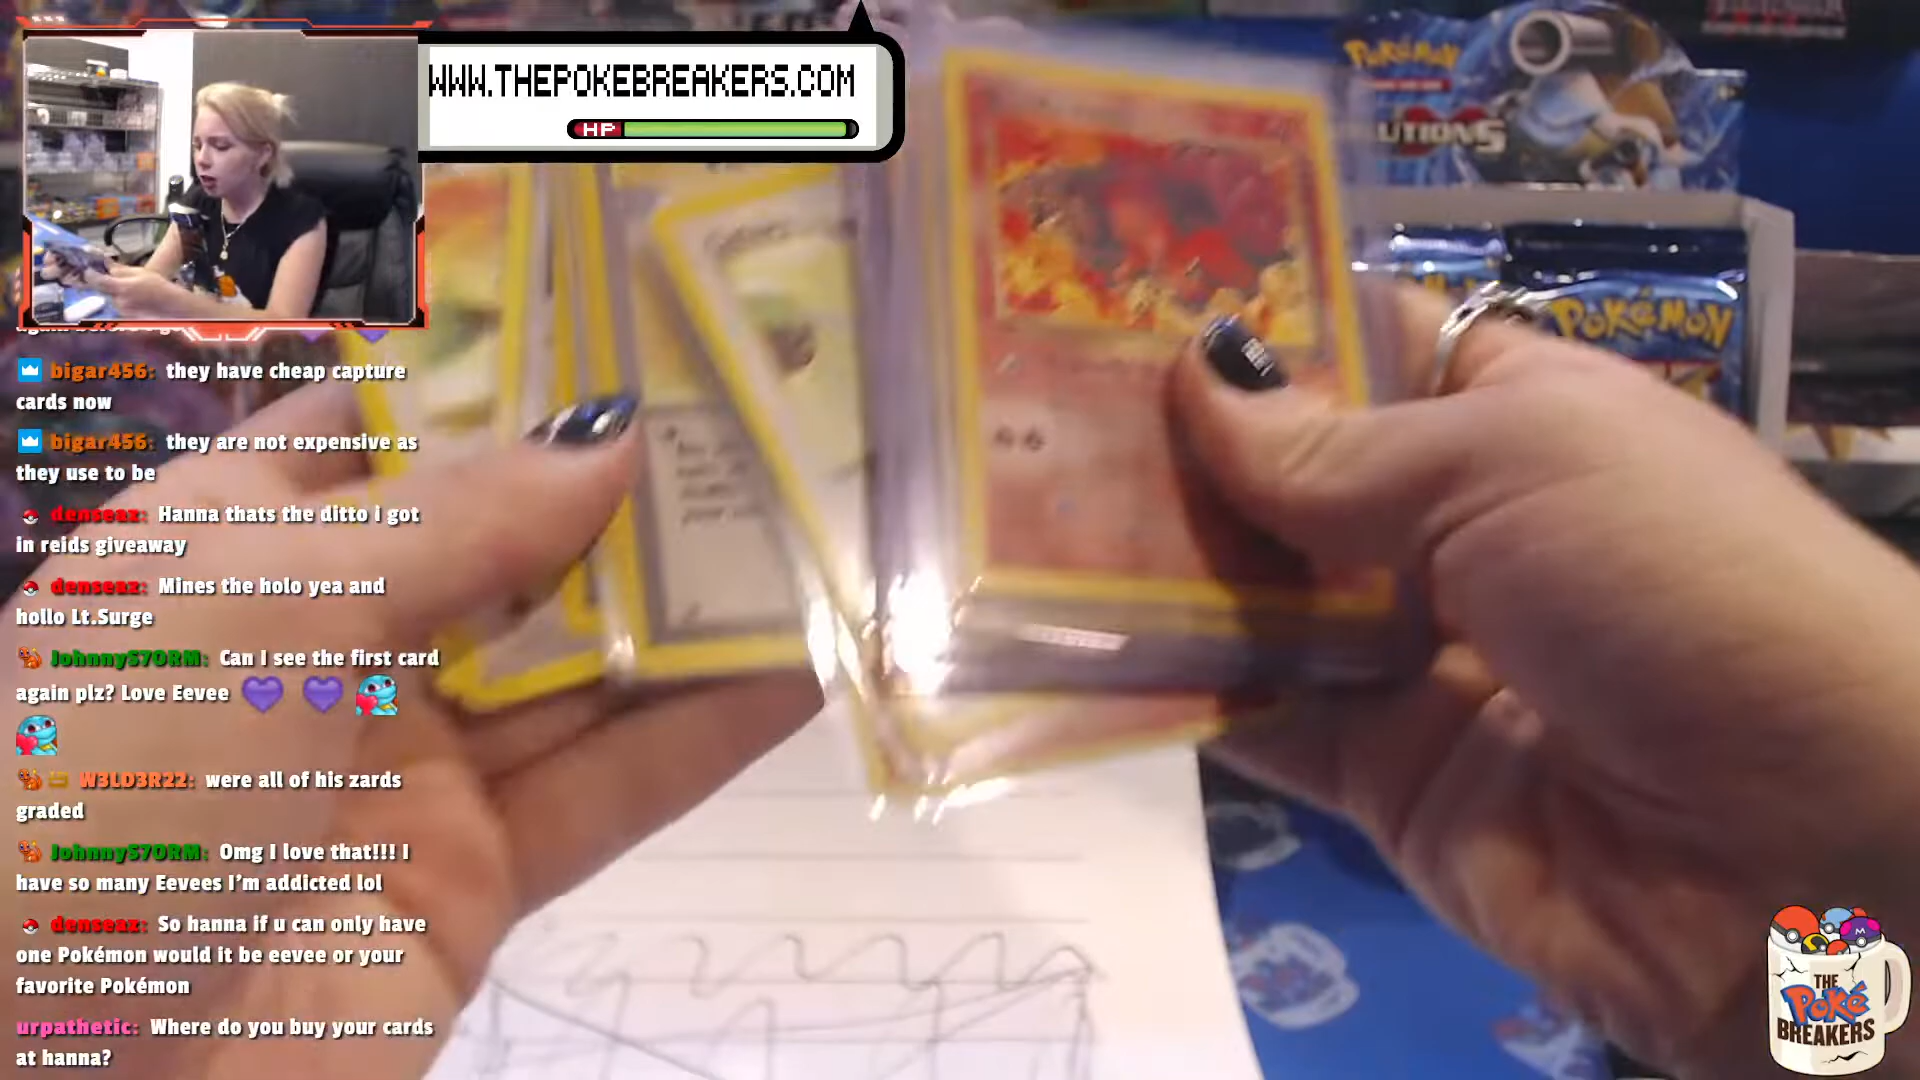 WWW.THEPOKEBREAKERS.COM
HP
POKéMON
LUTIONS
POKéMON
bigar456: they have cheap capture
cards now
bigar456: they are not expensive as
they use to be
denseaz: Hanna thats the ditto i got
in reids giveaway
denseaz: Mines the holo yea and
hollo Lt.Surge
JohnnyS7ORM: Can I see the first card
again plz? Love Eevee
W3LD3R22: were all of his zards
graded
JohnnyS7ORM: Omg I love that!!! I
have so many Eevees I'm addicted lol
denseaz: So hanna if u can only have
one Pokémon would it be eevee or your
favorite Pokémon
urpathetic: Where do you buy your cards
at hanna?
M
THE
Poké
BREAKERS